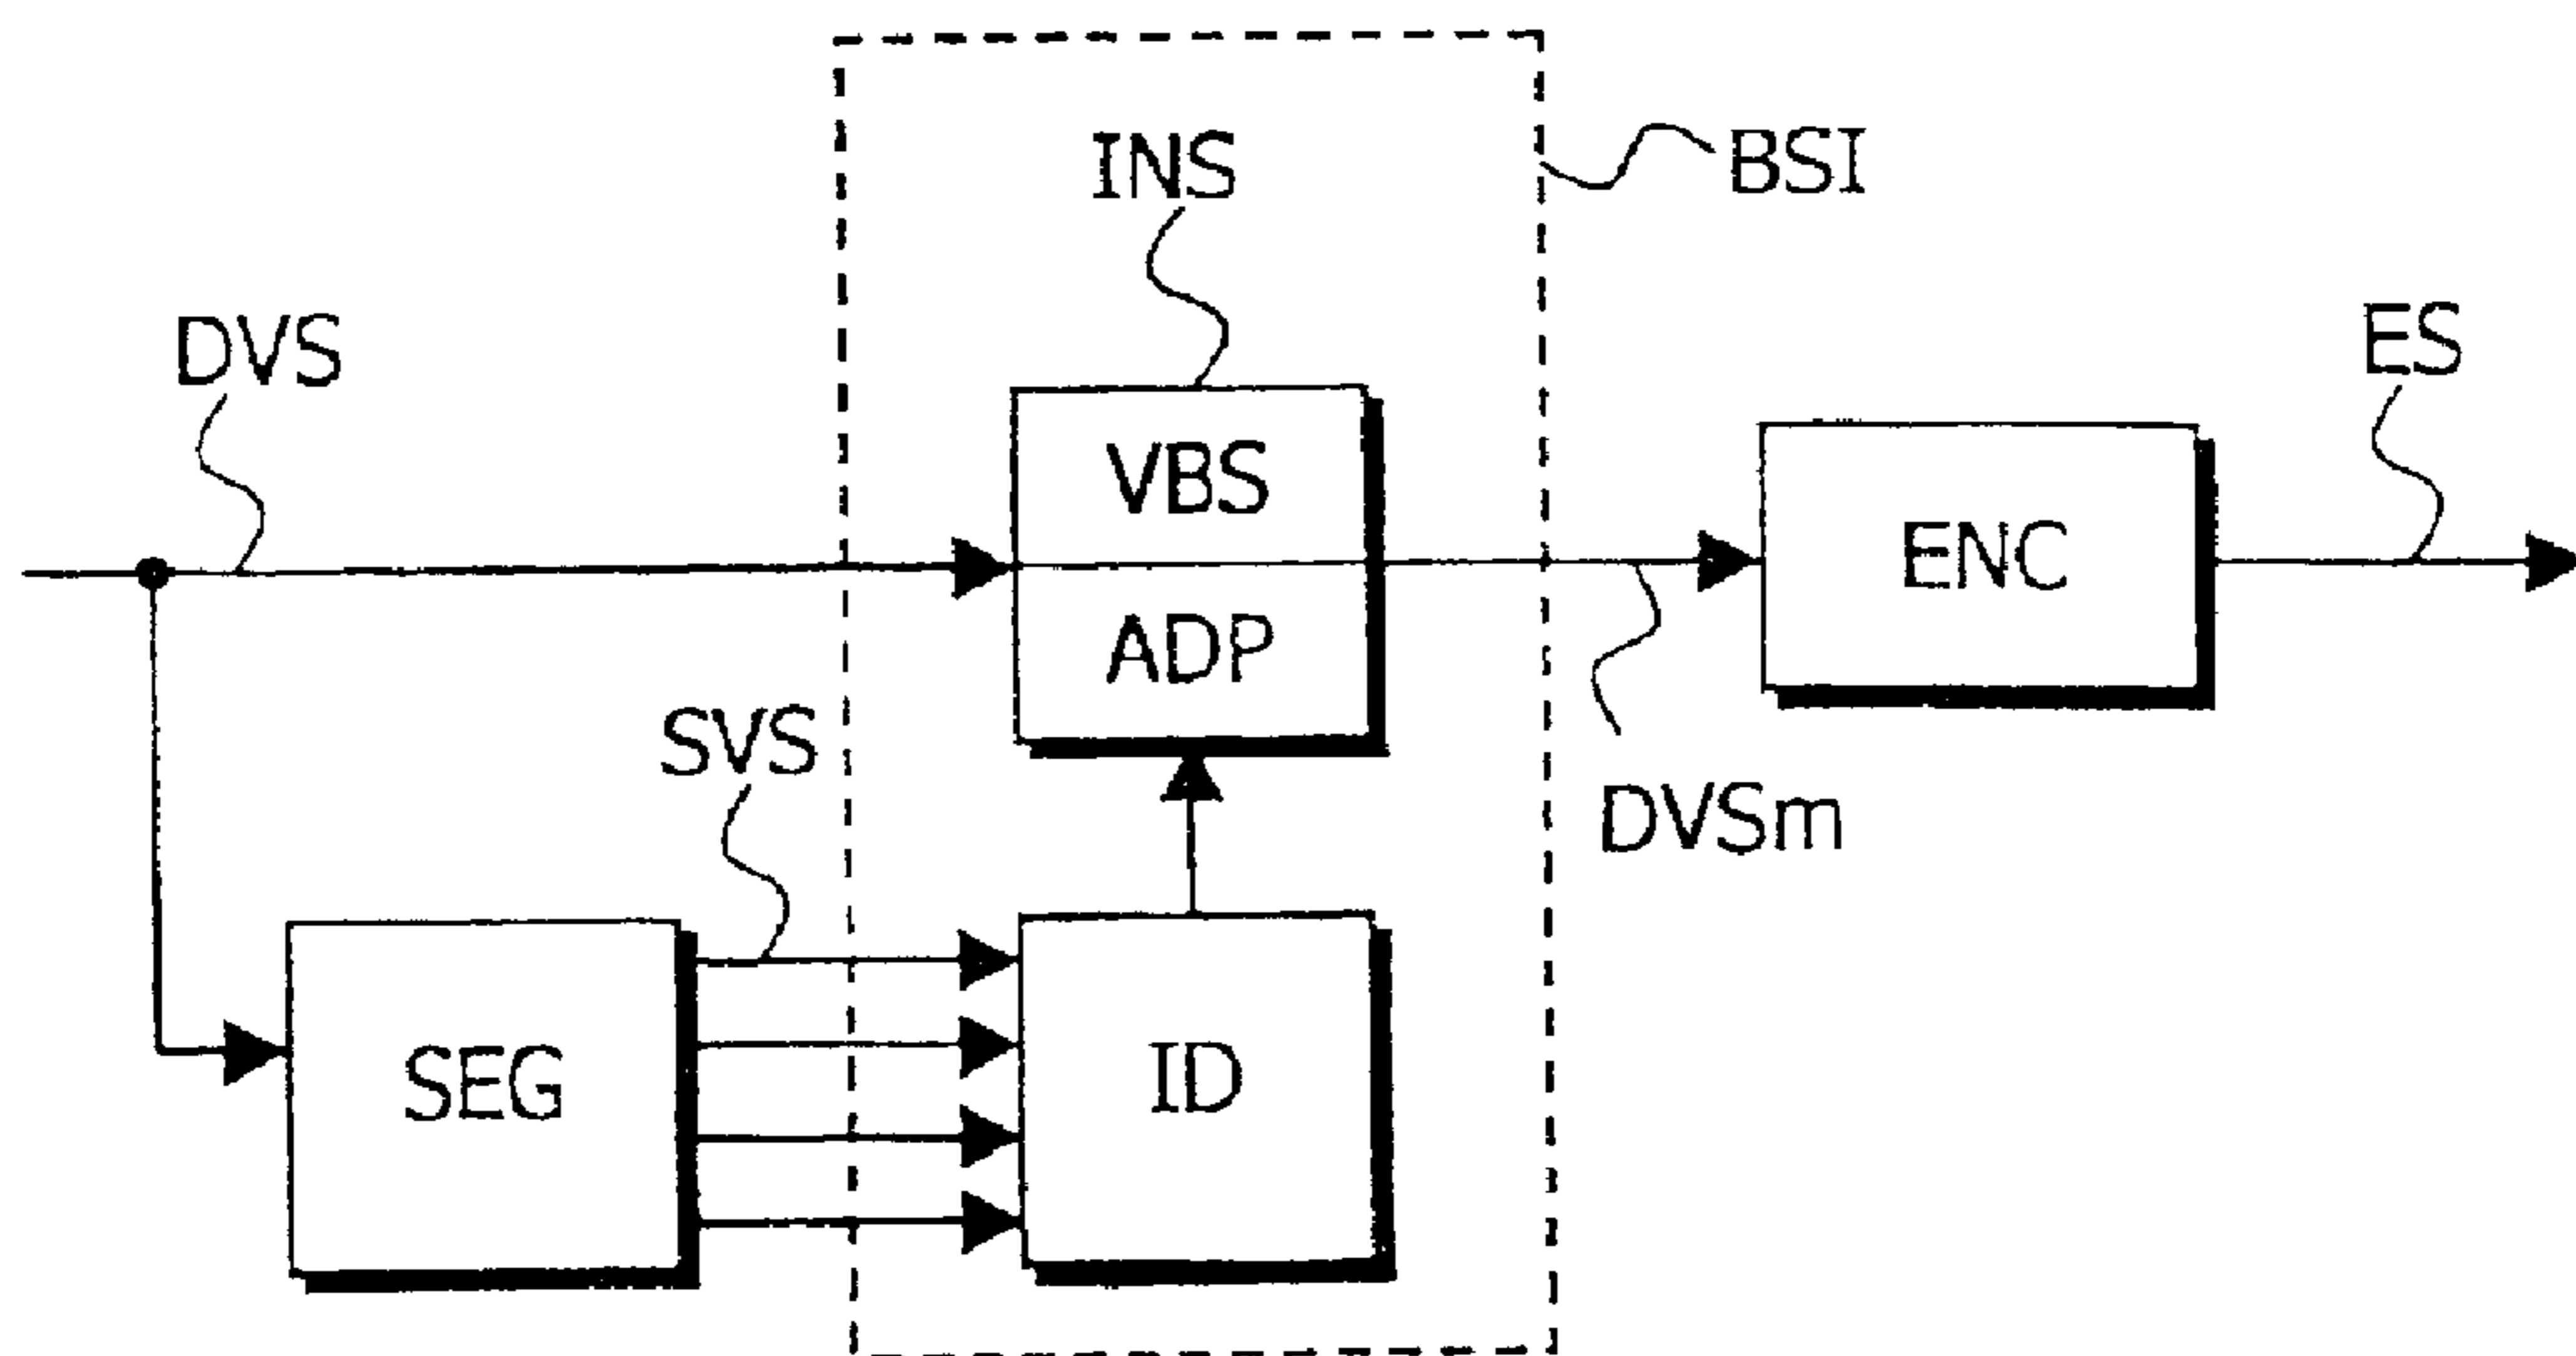 INS
BSI
DVS
ES
VBS
ENC
ADP
SVS
DVSm
SEG
ID